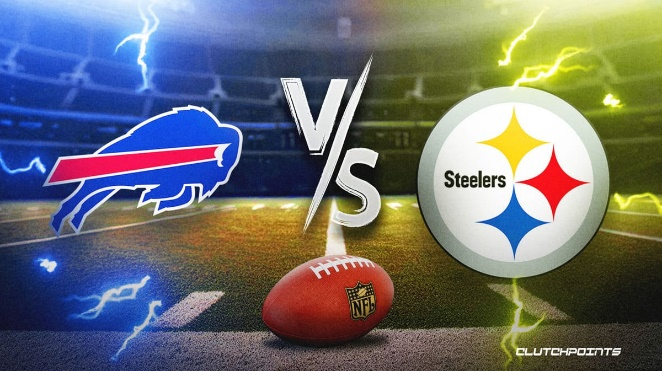 VS
Steelers
NFL
CLUTCHPOINTS